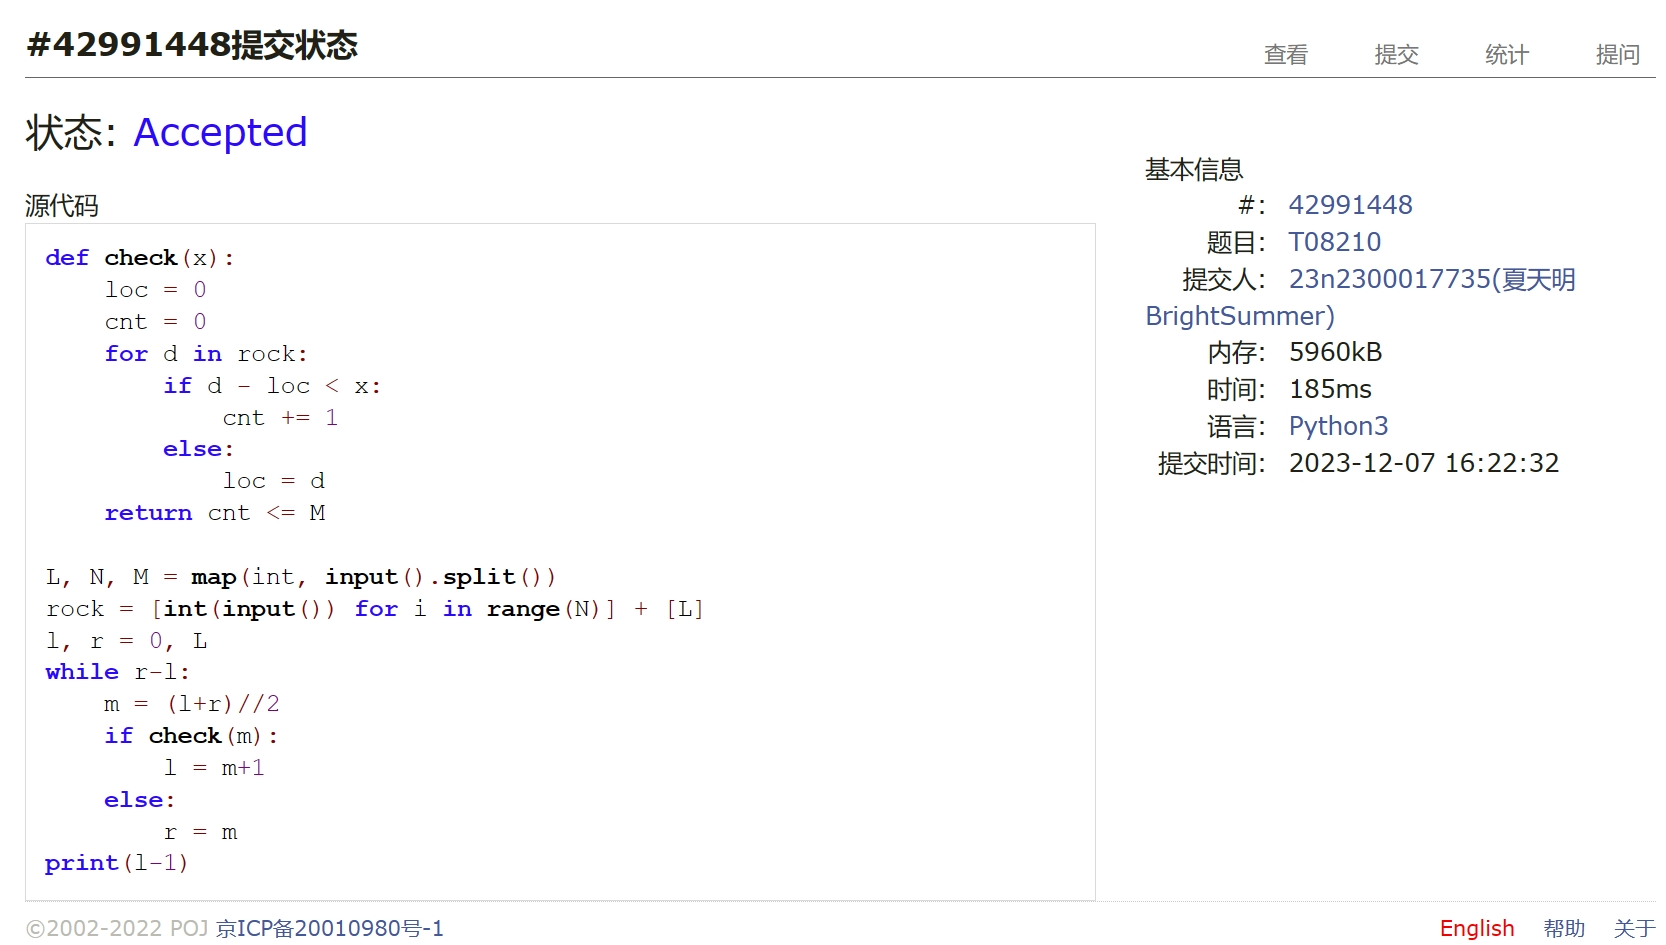 #42991448提交状态
查看 提交 统计 提问
状态: Accepted
源代码
def check(x):
    loc = 0
    cnt = 0
    for d in rock:
        if d - loc < x:
            cnt += 1
        else:
            loc = d
    return cnt <= M

L, N, M = map(int, input().split())
rock = [int(input()) for i in range(N)] + [L]
l, r = 0, L
while r-l:
    m = (l+r)//2
    if check(m):
        l = m+1
    else:
        r = m
print(l-1)
基本信息
#: 42991448
题目: T08210
提交人: 23n2300017735(夏天明
BrightSummer)
内存: 5960kB
时间: 185ms
语言: Python3
提交时间: 2023-12-07 16:22:32
©2002-2022 POJ 京ICP备20010980号-1
English 帮助 关于